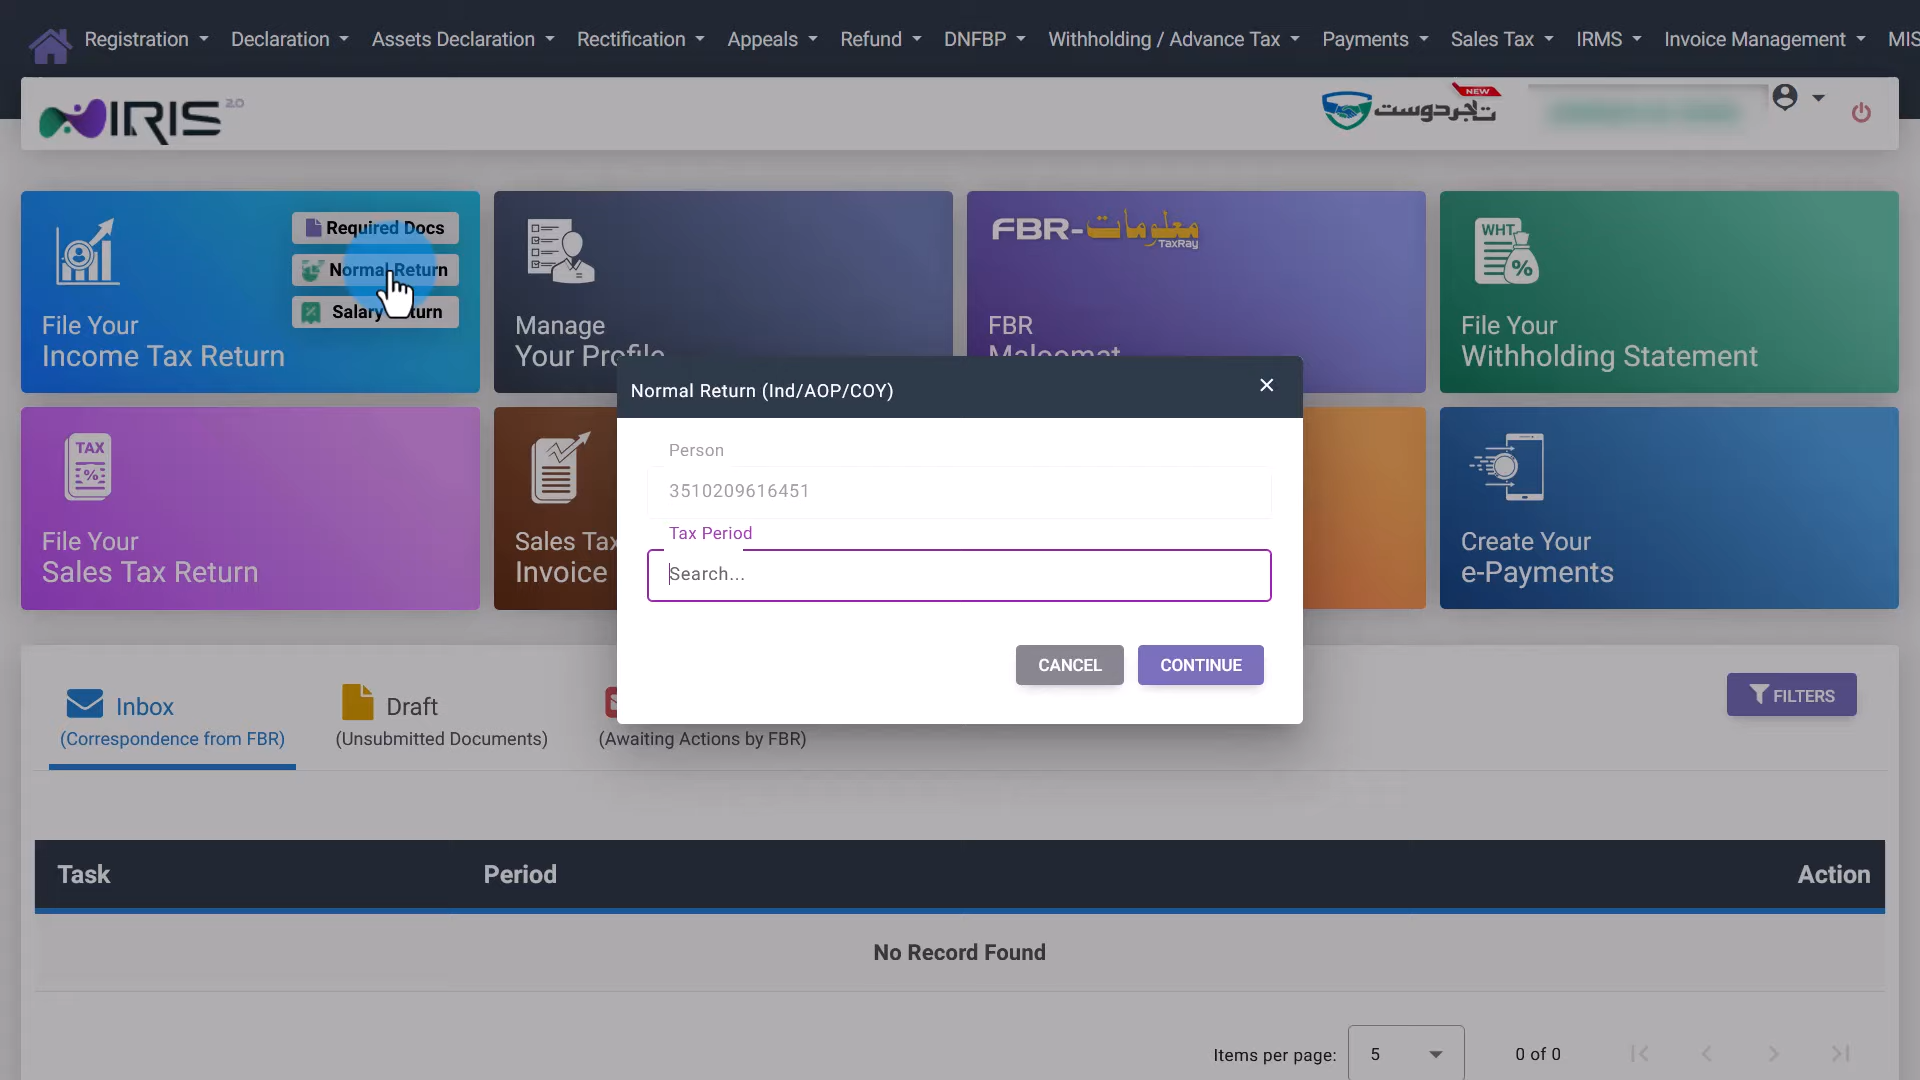 Registration
Declaration
Assets Declaration
Rectification
Appeals
Refund
DNFBP
Withholding / Advance Tax
Payments
Sales Tax
IRMS
Invoice Management
MIS
IRIS 2.0
NEW
تاجردوست
Required Docs
Normal Return
Salary
File Your
Income Tax Return
Manage
Your Profile
FBR-معلومات
TaxRay
FBR
Maloomat
WHT
%
File Your
Withholding Statement
TAX
%
File Your
Sales Tax Return
Sales Tax
Invoice
Create Your
e-Payments
Normal Return (Ind/AOP/COY)
Person
3510209616451
Tax Period
Search...
CANCEL
CONTINUE
Inbox
(Correspondence from FBR)
Draft
(Unsubmitted Documents)
(Awaiting Actions by FBR)
FILTERS
Task
Period
Action
No Record Found
Items per page:
5
0 of 0